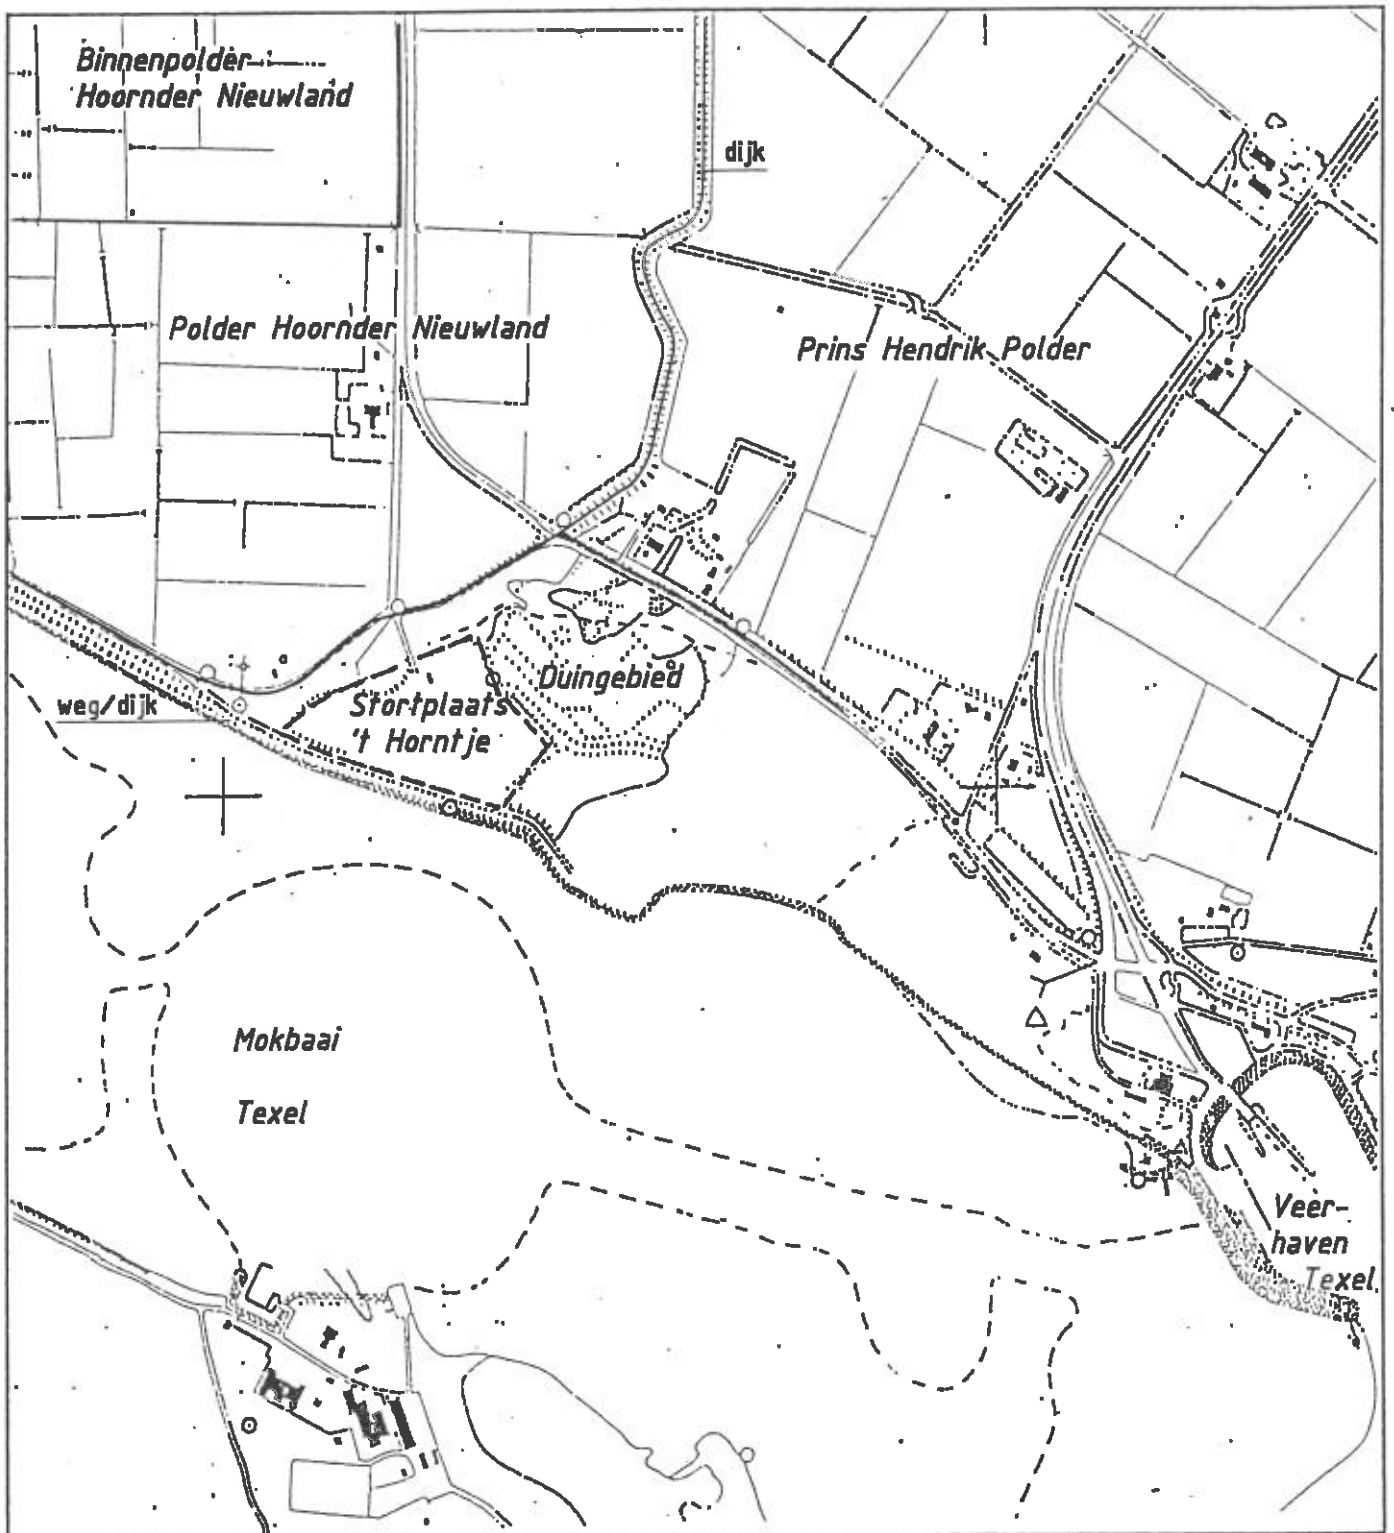 Binnenpolder
Hoornder Nieuwland
dijk
Polder Hoornder Nieuwland
Prins Hendrik Polder
Duingebied
weg/dijk
Stortplaats
't Horntje
Mokbaai
Texel
Veer-
haven
Texel